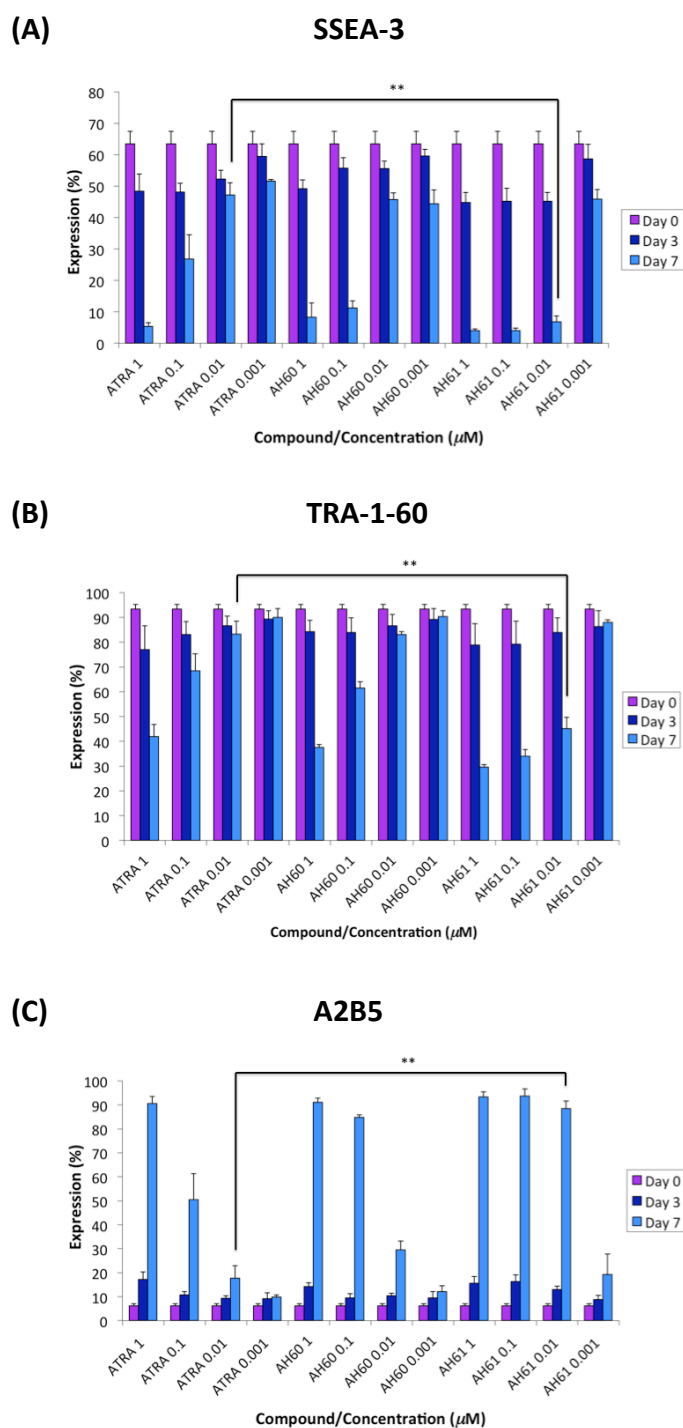 (A) SSEA-3
**
80
70
60
50
40
30
20
10
0
Expression (%)
Day 0
Day 3
Day 7
ATRA 1
ATRA 0.1
ATRA 0.01
ATRA 0.001
AH60 1
AH60 0.1
AH60 0.01
AH60 0.001
AH61 1
AH61 0.1
AH61 0.01
AH61 0.001
Compound/Concentration (μM)
(B) TRA-1-60
**
100
90
80
70
60
50
40
30
20
10
0
Expression (%)
Day 0
Day 3
Day 7
ATRA 1
ATRA 0.1
ATRA 0.01
ATRA 0.001
AH60 1
AH60 0.1
AH60 0.01
AH60 0.001
AH61 1
AH61 0.1
AH61 0.01
AH61 0.001
Compound/Concentration (μM)
(C) A2B5
**
100
90
80
70
60
50
40
30
20
10
0
Expression (%)
Day 0
Day 3
Day 7
ATRA 1
ATRA 0.1
ATRA 0.01
ATRA 0.001
AH60 1
AH60 0.1
AH60 0.01
AH60 0.001
AH61 1
AH61 0.1
AH61 0.01
AH61 0.001
Compound/Concentration (μM)